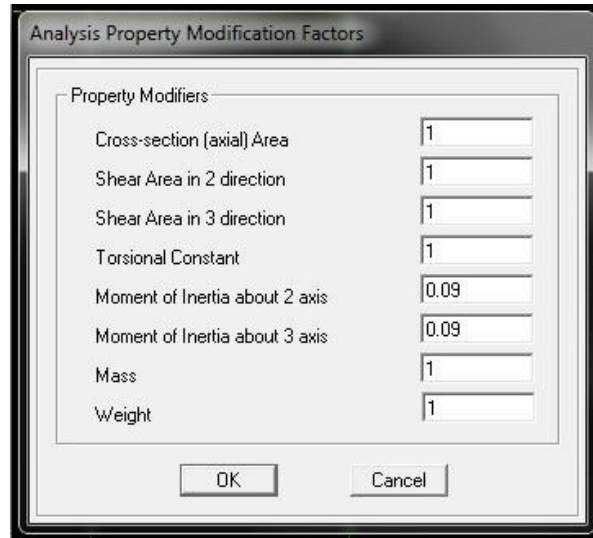 Analysis Property Modification Factors
Property Modifiers
Cross-section (axial) Area 1
Shear Area in 2 direction 1
Shear Area in 3 direction 1
Torsional Constant 1
Moment of Inertia about 2 axis 0.09
Moment of Inertia about 3 axis 0.09
Mass 1
Weight 1
OK Cancel